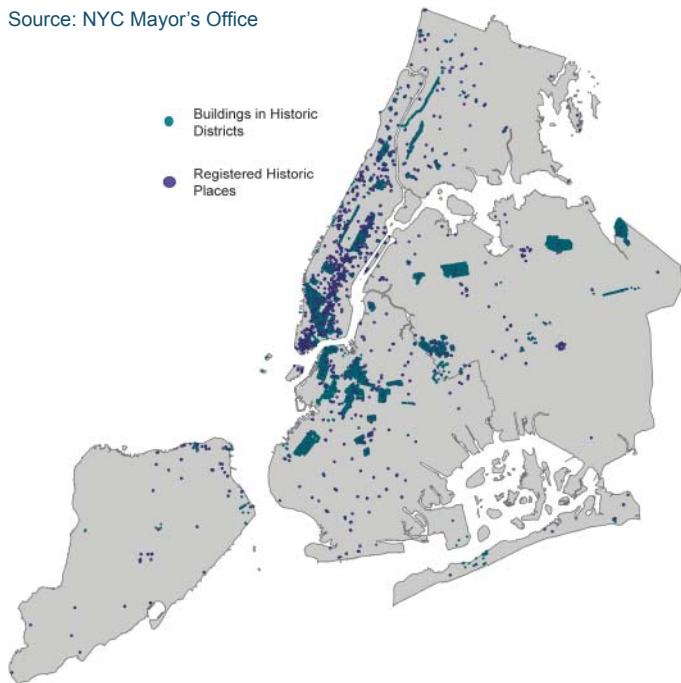 Source: NYC Mayor’s Office
Buildings in Historic
Districts
Registered Historic
Places